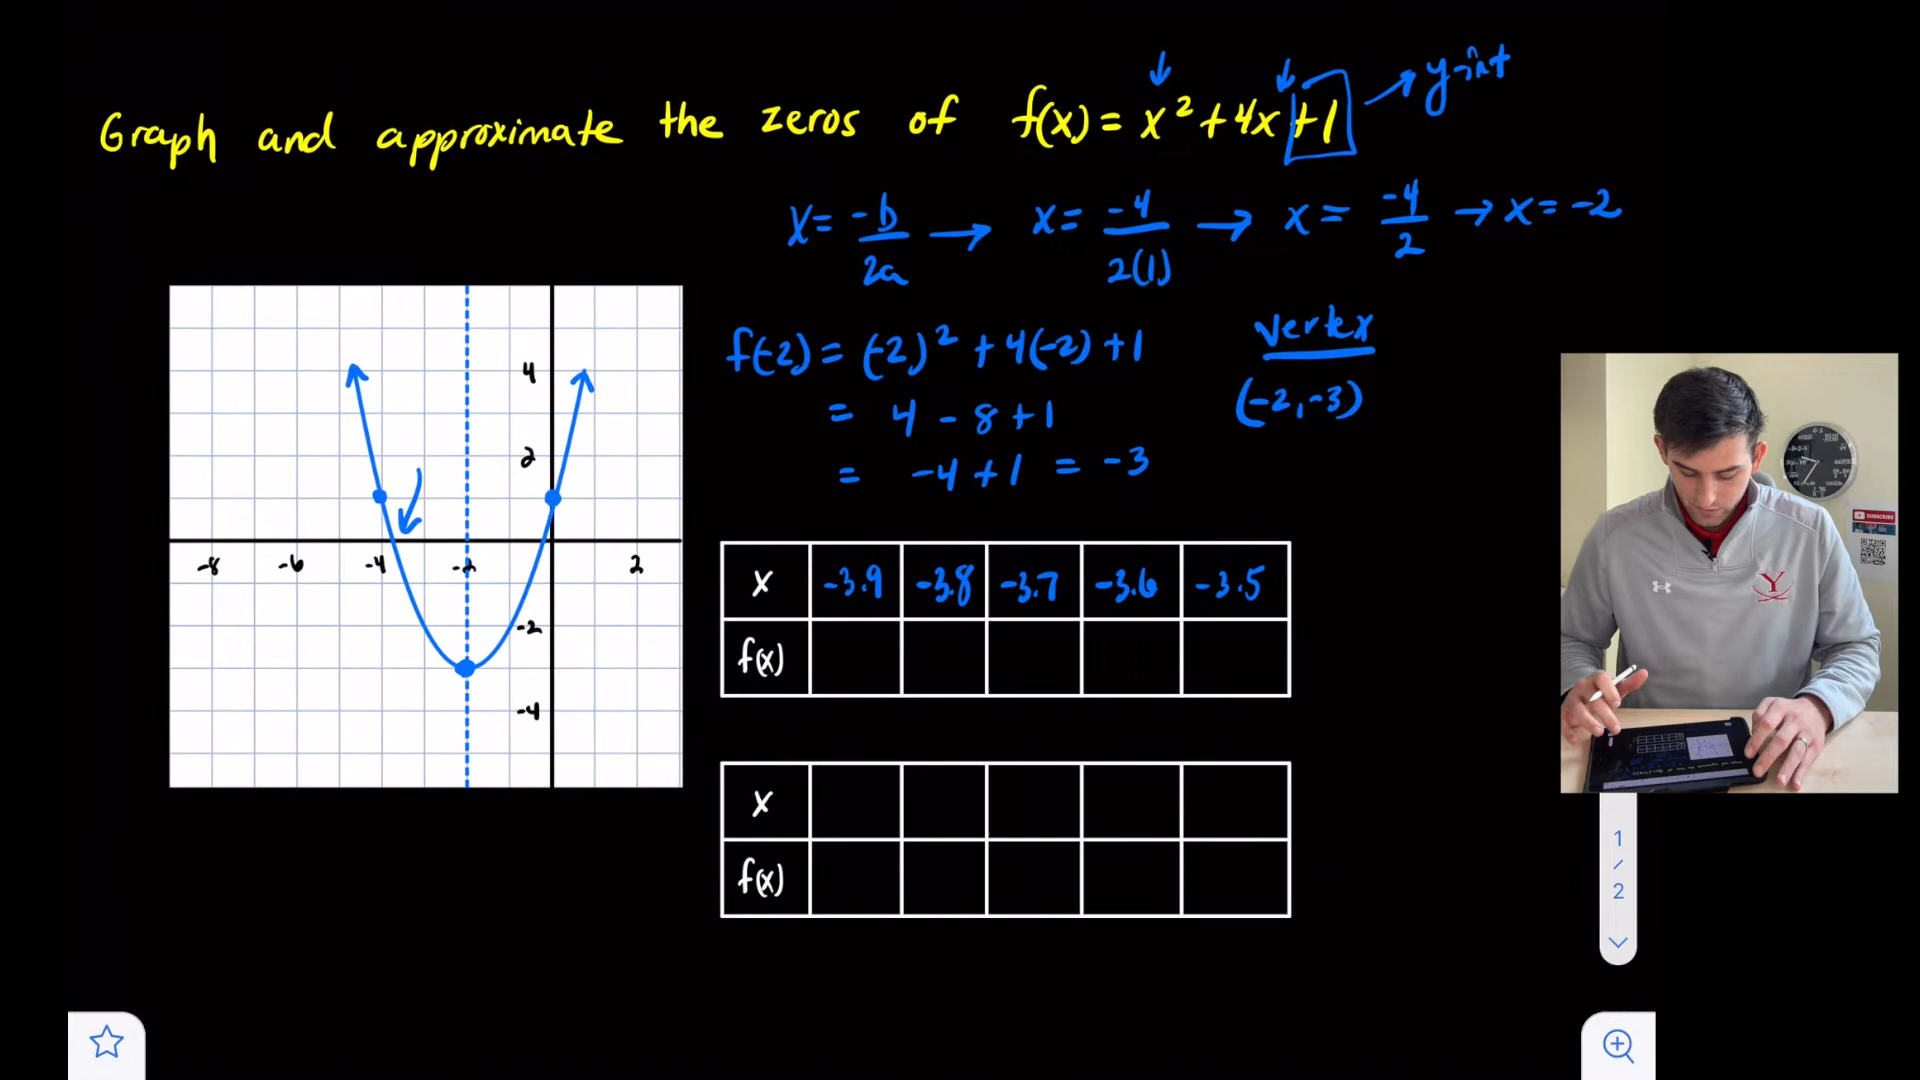 Graph and approximate the zeros of f(x) = x² + 4x + 1 → y-int
x = -b/2a → x = -4/2(1) → x = -4/2 → x = -2
f(-2) = (-2)² + 4(-2) + 1
= 4 - 8 + 1
= -4 + 1 = -3
vertex
(-2,-3)
4
2
-8 -6 -4 -2 2
-2
-4
x -3.9 -3.8 -3.7 -3.6 -3.5
f(x)
x
f(x)
SUBSCRIBE
Y
1
/
2